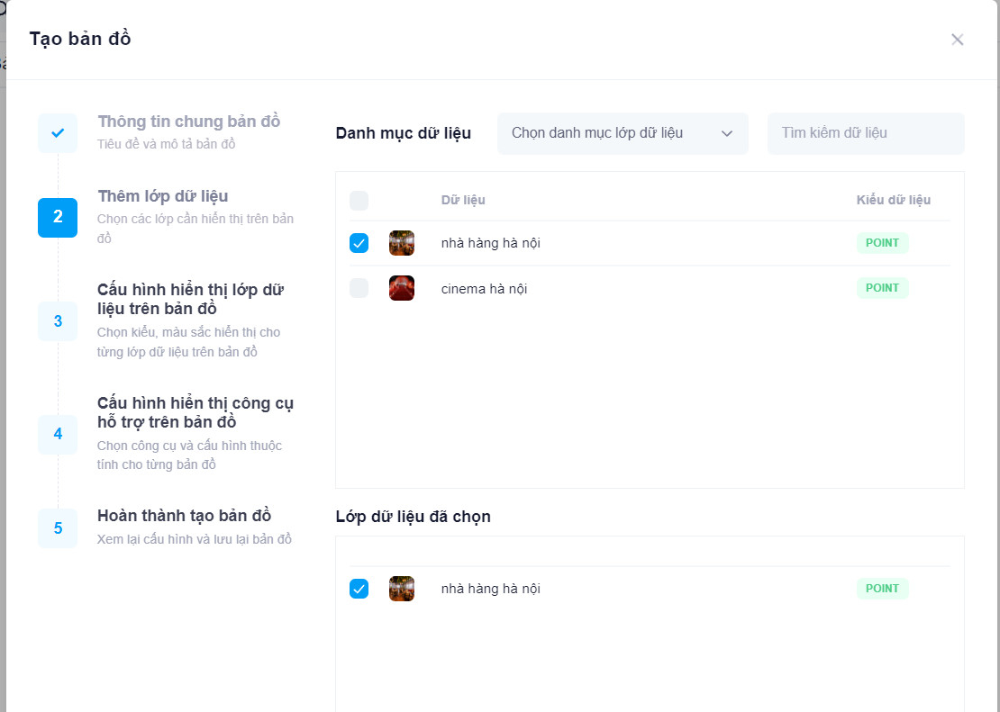 Tạo bản đồ
Thông tin chung bản đồ
Tiêu đề và mô tả bản đồ
2
Thêm lớp dữ liệu
Chọn các lớp cần hiển thị trên bản
đồ
3
Cấu hình hiển thị lớp dữ
liệu trên bản đồ
Chọn kiểu, màu sắc hiển thị cho
từng lớp dữ liệu trên bản đồ
4
Cấu hình hiển thị công cụ
hỗ trợ trên bản đồ
Chọn công cụ và cấu hình thuộc
tính cho từng bản đồ
5
Hoàn thành tạo bản đồ
Xem lại cấu hình và lưu lại bản đồ
Danh mục dữ liệu
Chọn danh mục lớp dữ liệu
Tìm kiếm dữ liệu
Dữ liệu Kiểu dữ liệu
nhà hàng hà nội POINT
cinema hà nội POINT
Lớp dữ liệu đã chọn
nhà hàng hà nội POINT